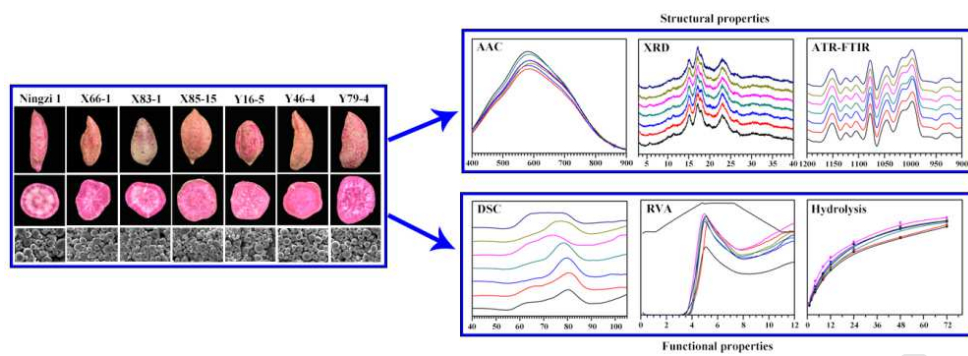 Structural properties
Ningzi 1 X66-1 X83-1 X85-15 Y16-5 Y46-4 Y79-4
AAC XRD ATR-FTIR
400 500 600 700 800 900 5 10 15 20 25 30 35 40 1200 1150 1100 1050 1000 950 900
DSC RVA Hydrolysis
40 50 60 70 80 90 100 0 2 4 6 8 10 12 0 12 24 36 48 60 72
Functional properties